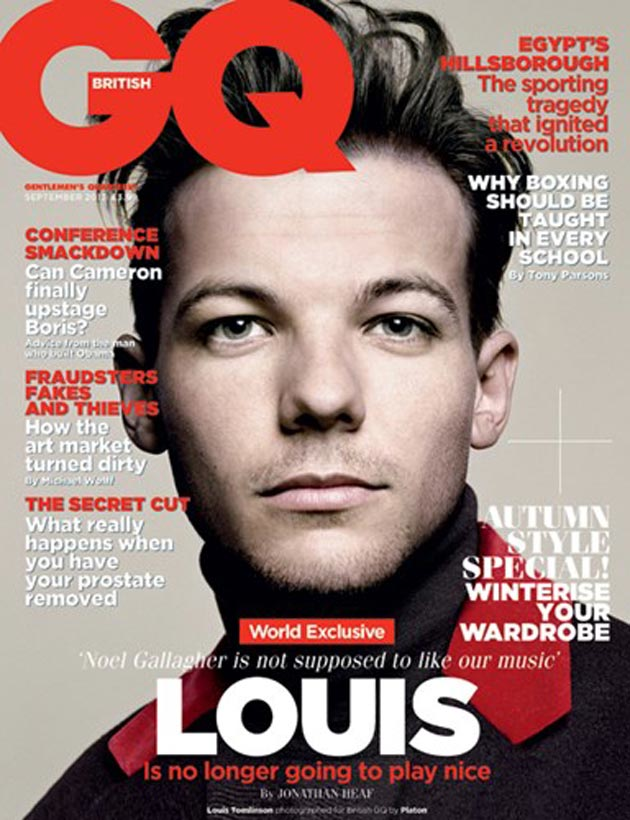 GQ
BRITISH
GENTLEMEN'S QUARTERLY
SEPTEMBER 2013 £3.99
EGYPT'S
HILLSBOROUGH
The sporting
tragedy
that ignited
a revolution
WHY BOXING
SHOULD BE
TAUGHT
IN EVERY
SCHOOL
By Tony Parsons
CONFERENCE
SMACKDOWN
Can Cameron
finally
upstage
Boris?
Advice from the man
who built Obama
FRAUDSTERS
FAKES
AND THIEVES
How the
art market
turned dirty
By Michael Wolff
THE SECRET CUT
What really
happens when
you have
your prostate
removed
AUTUMN
STYLE
SPECIAL!
WINTERISE
YOUR
WARDROBE
World Exclusive
'Noel Gallagher is not supposed to like our music'
LOUIS
Is no longer going to play nice
By JONATHAN HEAF
Louis Tomlinson photographed for British GQ by Platon